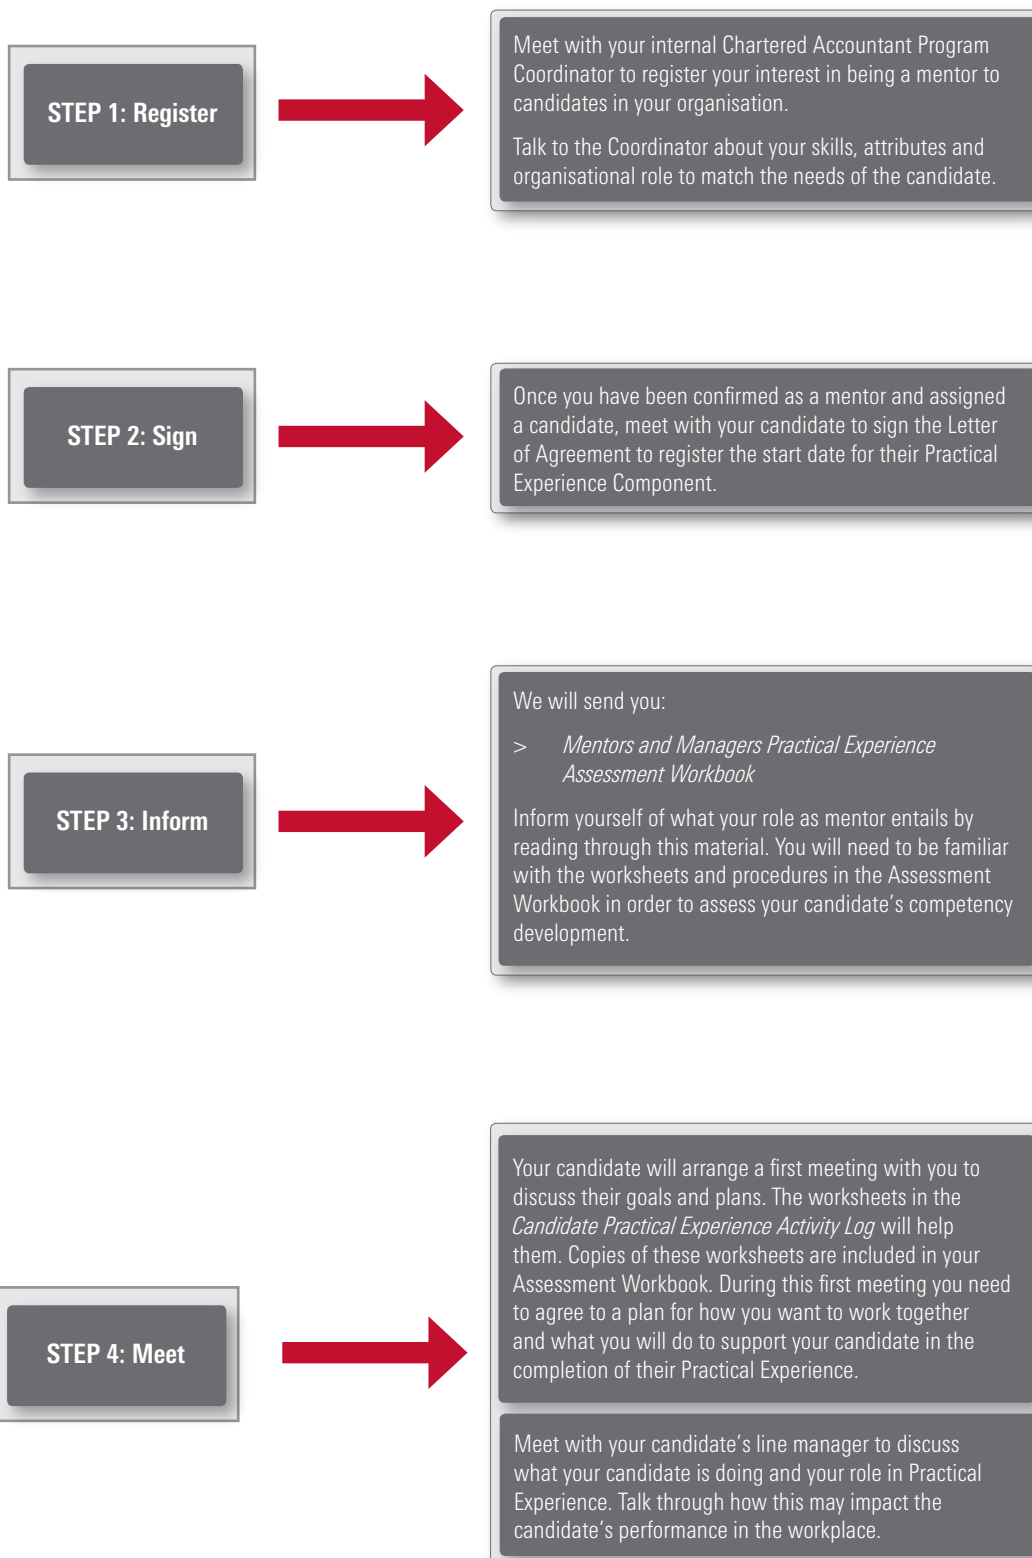 STEP 1: Register
Meet with your internal Chartered Accountant Program
Coordinator to register your interest in being a mentor to
candidates in your organisation.
Talk to the Coordinator about your skills, attributes and
organisational role to match the needs of the candidate.
STEP 2: Sign
Once you have been confirmed as a mentor and assigned
a candidate, meet with your candidate to sign the Letter
of Agreement to register the start date for their Practical
Experience Component.
STEP 3: Inform
We will send you:
> Mentors and Managers Practical Experience
Assessment Workbook
Inform yourself of what your role as mentor entails by
reading through this material. You will need to be familiar
with the worksheets and procedures in the Assessment
Workbook in order to assess your candidate’s competency
development.
STEP 4: Meet
Your candidate will arrange a first meeting with you to
discuss their goals and plans. The worksheets in the
Candidate Practical Experience Activity Log will help
them. Copies of these worksheets are included in your
Assessment Workbook. During this first meeting you need
to agree to a plan for how you want to work together
and what you will do to support your candidate in the
completion of their Practical Experience.
Meet with your candidate’s line manager to discuss
what your candidate is doing and your role in Practical
Experience. Talk through how this may impact the
candidate’s performance in the workplace.